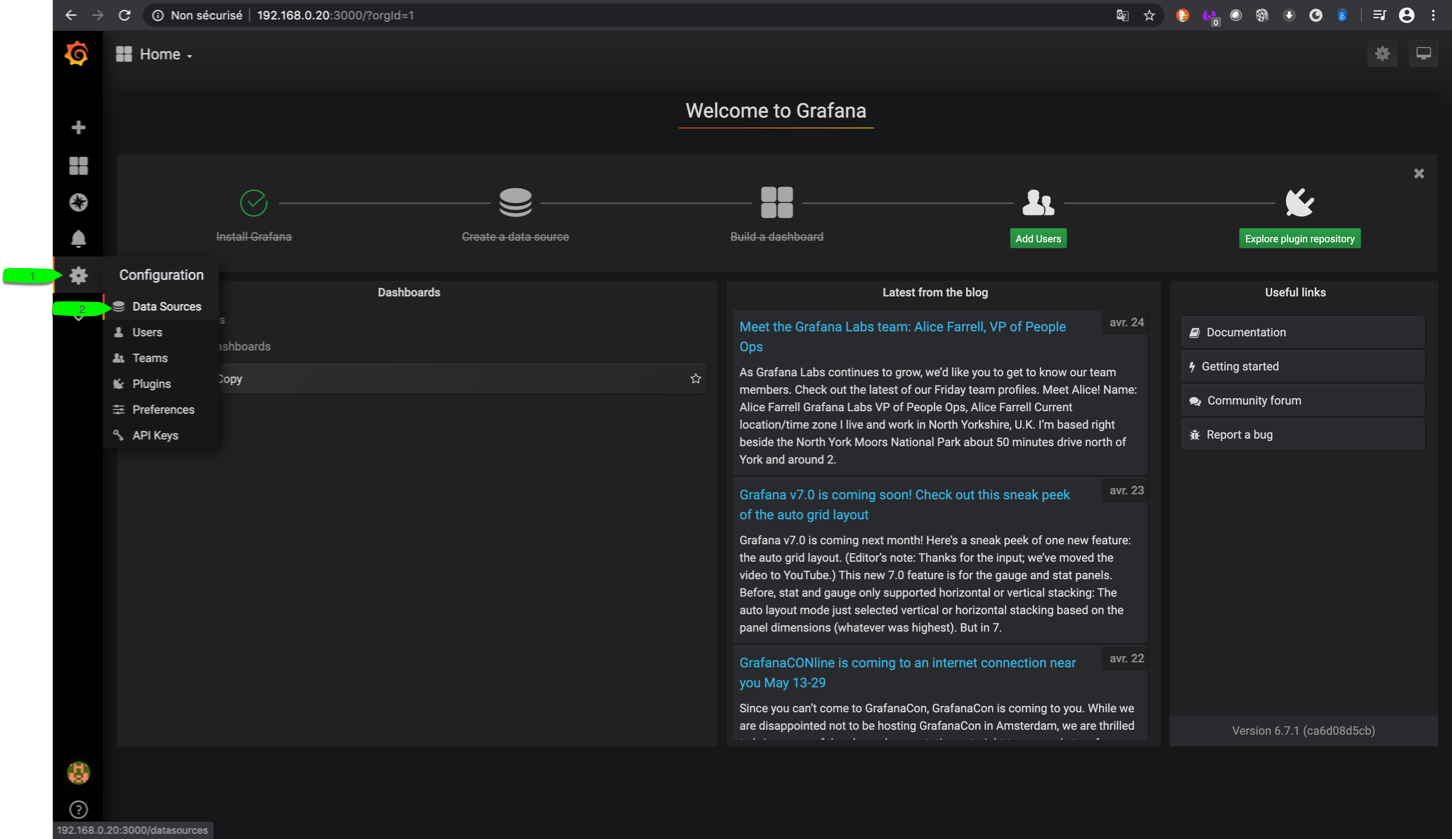 Non sécurisé
192.168.0.20:3000/?orgId=1
0
Home
Welcome to Grafana
Install Grafana
Create a data source
Build a dashboard
Add Users
Explore plugin repository
1
Configuration
2
Data Sources
Users
Teams
Plugins
Preferences
API Keys
Dashboards
s
ashboards
Copy
Latest from the blog
Meet the Grafana Labs team: Alice Farrell, VP of People
Ops
avr. 24
As Grafana Labs continues to grow, we'd like you to get to know our team
members. Check out the latest of our Friday team profiles. Meet Alice! Name:
Alice Farrell Grafana Labs VP of People Ops, Alice Farrell Current
location/time zone I live and work in North Yorkshire, U.K. I'm based right
beside the North York Moors National Park about 50 minutes drive north of
York and around 2.
Grafana v7.0 is coming soon! Check out this sneak peek
of the auto grid layout
avr. 23
Grafana v7.0 is coming next month! Here's a sneak peek of one new feature:
the auto grid layout. (Editor's note: Thanks for the input; we've moved the
video to YouTube.) This new 7.0 feature is for the gauge and stat panels.
Before, stat and gauge only supported horizontal or vertical stacking: The
auto layout mode just selected vertical or horizontal stacking based on the
panel dimensions (whatever was highest). But in 7.
GrafanaCONline is coming to an internet connection near
you May 13-29
avr. 22
Since you can't come to GrafanaCon, GrafanaCon is coming to you. While we
are disappointed not to be hosting GrafanaCon in Amsterdam, we are thrilled
Useful links
Documentation
Getting started
Community forum
Report a bug
Version 6.7.1 (ca6d08d5cb)
192.168.0.20:3000/datasources